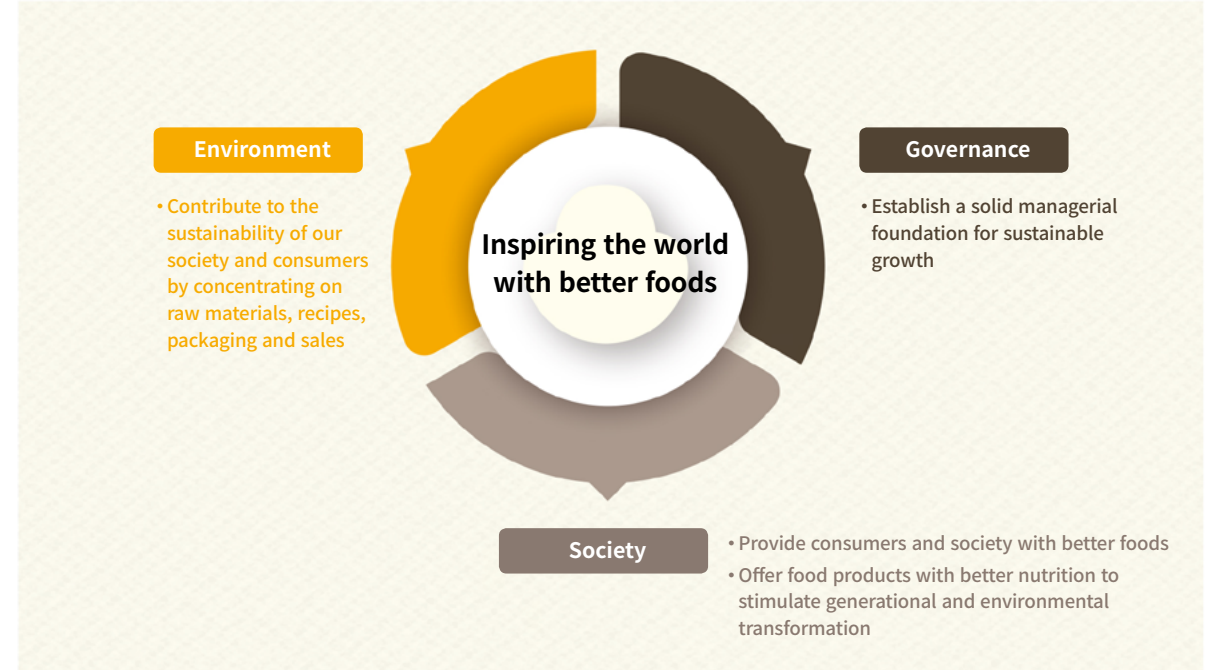 Environment
• Contribute to the
sustainability of our
society and consumers
by concentrating on
raw materials, recipes,
packaging and sales
Inspiring the world
with better foods
Governance
• Establish a solid managerial
foundation for sustainable
growth
Society
• Provide consumers and society with better foods
• Offer food products with better nutrition to
stimulate generational and environmental
transformation